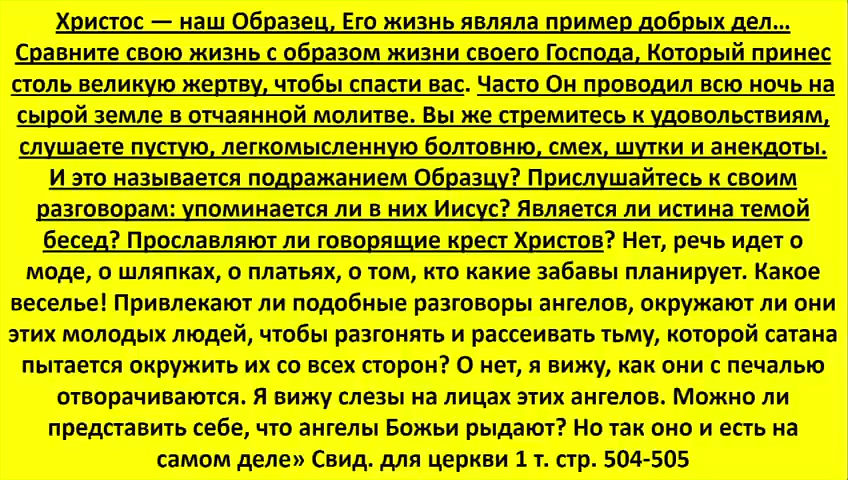 Христос — наш Образец, Его жизнь являла пример добрых дел…
Сравните свою жизнь с образом жизни своего Господа, Который принес
столь великую жертву, чтобы спасти вас. Часто Он проводил всю ночь на
сырой земле в отчаянной молитве. Вы же стремитесь к удовольствиям,
слушаете пустую, легкомысленную болтовню, смех, шутки и анекдоты.
И это называется подражанием Образцу? Прислушайтесь к своим
разговорам: упоминается ли в них Иисус? Является ли истина темой
бесед? Прославляют ли говорящие крест Христов? Нет, речь идет о
моде, о шляпках, о платьях, о том, кто какие забавы планирует. Какое
веселье! Привлекают ли подобные разговоры ангелов, окружают ли они
этих молодых людей, чтобы разгонять и рассеивать тьму, которой сатана
пытается окружить их со всех сторон? О нет, я вижу, как они с печалью
отворачиваются. Я вижу слезы на лицах этих ангелов. Можно ли
представить себе, что ангелы Божьи рыдают? Но так оно и есть на
самом деле» Свид. для церкви 1 т. стр. 504-505